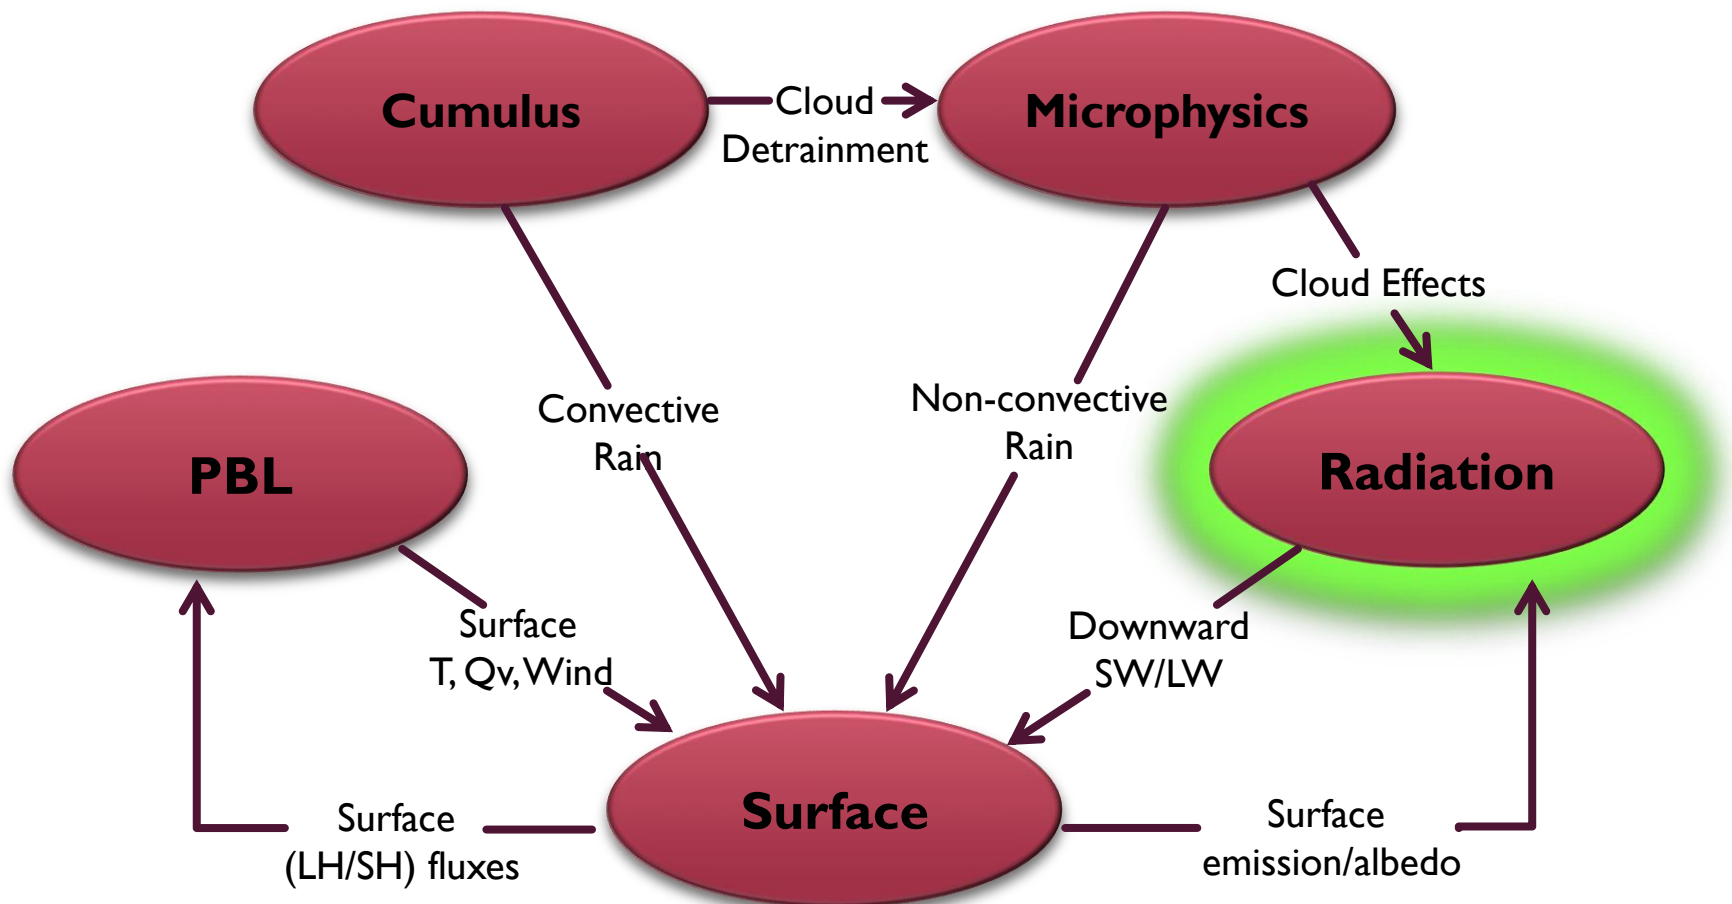 Cumulus
Cloud
Detrainment
Microphysics
Cloud Effects
Convective
Rain
Non-convective
Rain
PBL
Radiation
Surface
T, Qv, Wind
Downward
SW/LW
Surface
Surface
(LH/SH) fluxes
Surface
emission/albedo